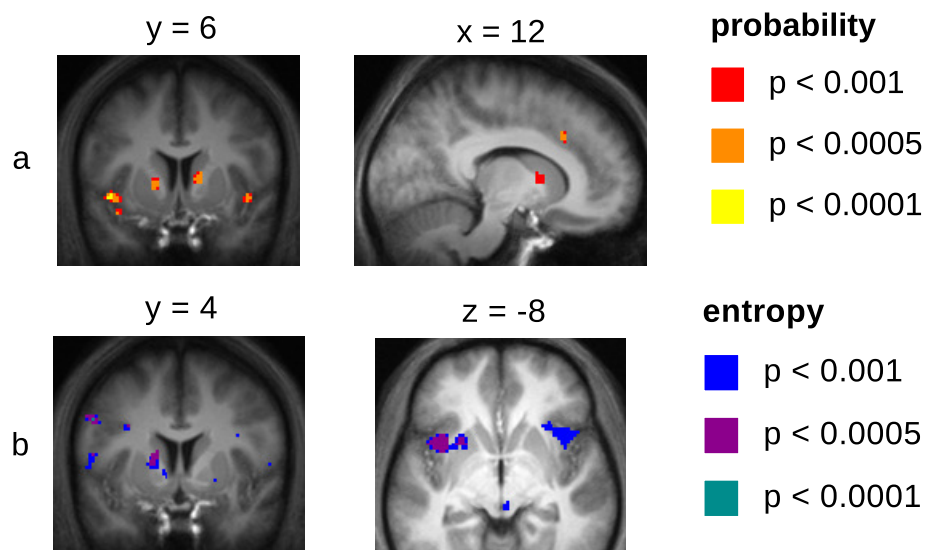 y = 6
x = 12
probability
p < 0.001
a
p < 0.0005
p < 0.0001
y = 4
z = -8
entropy
p < 0.001
b
p < 0.0005
p < 0.0001